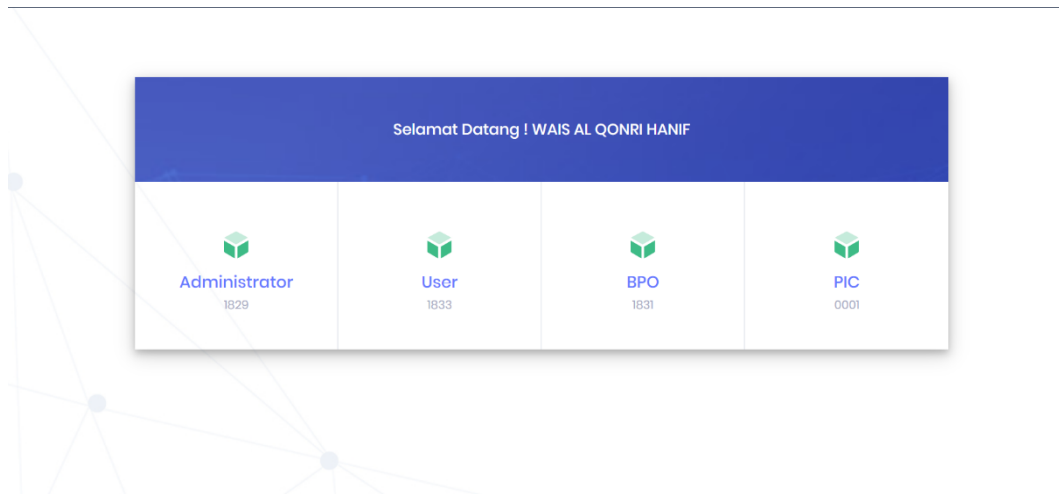 Selamat Datang ! WAIS AL QONRI HANIF
Administrator
1829
User
1833
BPO
1831
PIC
0001